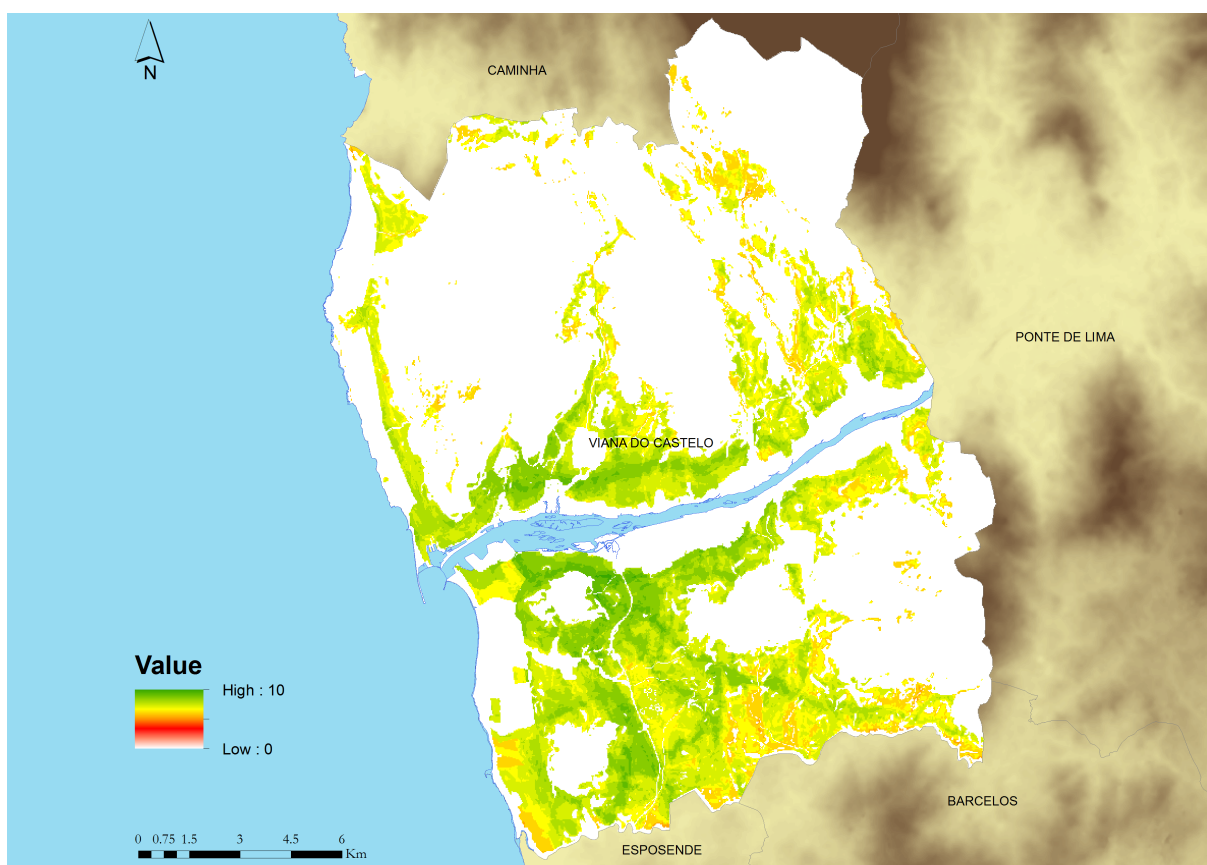 CAMINHA
N
PONTE DE LIMA
VIANA DO CASTELO
Value
High : 10
Low : 0
BARCELOS
0 0.75 1.5 3 4.5 6
Km
ESPOSENDE